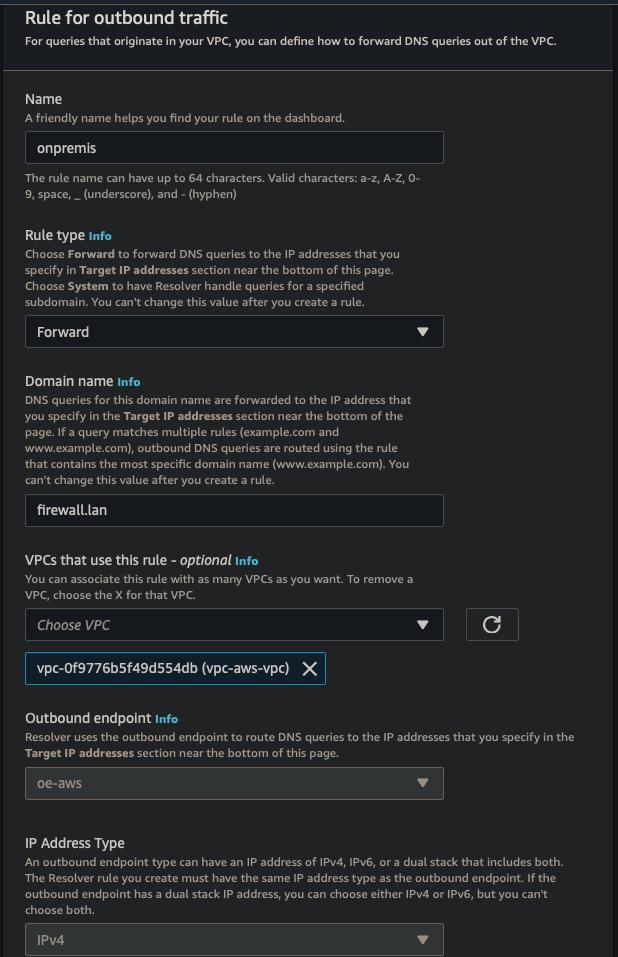 Rule for outbound traffic
For queries that originate in your VPC, you can define how to forward DNS queries out of the VPC.
Name
A friendly name helps you find your rule on the dashboard.
onpremis
The rule name can have up to 64 characters. Valid characters: a-z, A-Z, 0-
9, space, _ (underscore), and - (hyphen)
Rule type Info
Choose Forward to forward DNS queries to the IP addresses that you
specify in Target IP addresses section near the bottom of this page.
Choose System to have Resolver handle queries for a specified
subdomain. You can't change this value after you create a rule.
Forward
Domain name Info
DNS queries for this domain name are forwarded to the IP address that
you specify in the Target IP addresses section near the bottom of the
page. If a query matches multiple rules (example.com and
www.example.com), outbound DNS queries are routed using the rule
that contains the most specific domain name (www.example.com). You
can't change this value after you create a rule.
firewall.lan
VPCs that use this rule - optional Info
You can associate this rule with as many VPCs as you want. To remove a
VPC, choose the X for that VPC.
Choose VPC
vpc-0f9776b5f49d554db (vpc-aws-vpc)
Outbound endpoint Info
Resolver uses the outbound endpoint to route DNS queries to the IP addresses that you specify in the
Target IP addresses section near the bottom of this page.
oe-aws
IP Address Type
An outbound endpoint type can have an IP address of IPv4, IPv6, or a dual stack that includes both.
The Resolver rule you create must have the same IP address type as the outbound endpoint. If the
outbound endpoint has a dual stack IP address, you can choose either IPv4 or IPv6, but you can't
choose both.
IPv4